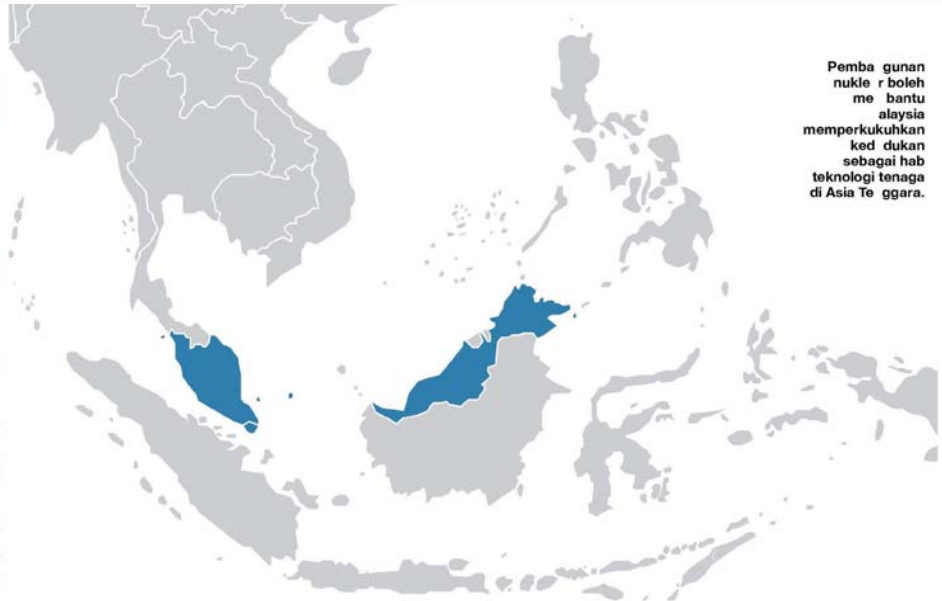 Pemba gunan
nukle r boleh
me bantu
alaysia
memperkukuhkan
ked dukan
sebagai hab
teknologi tenaga
di Asia Te ggara.